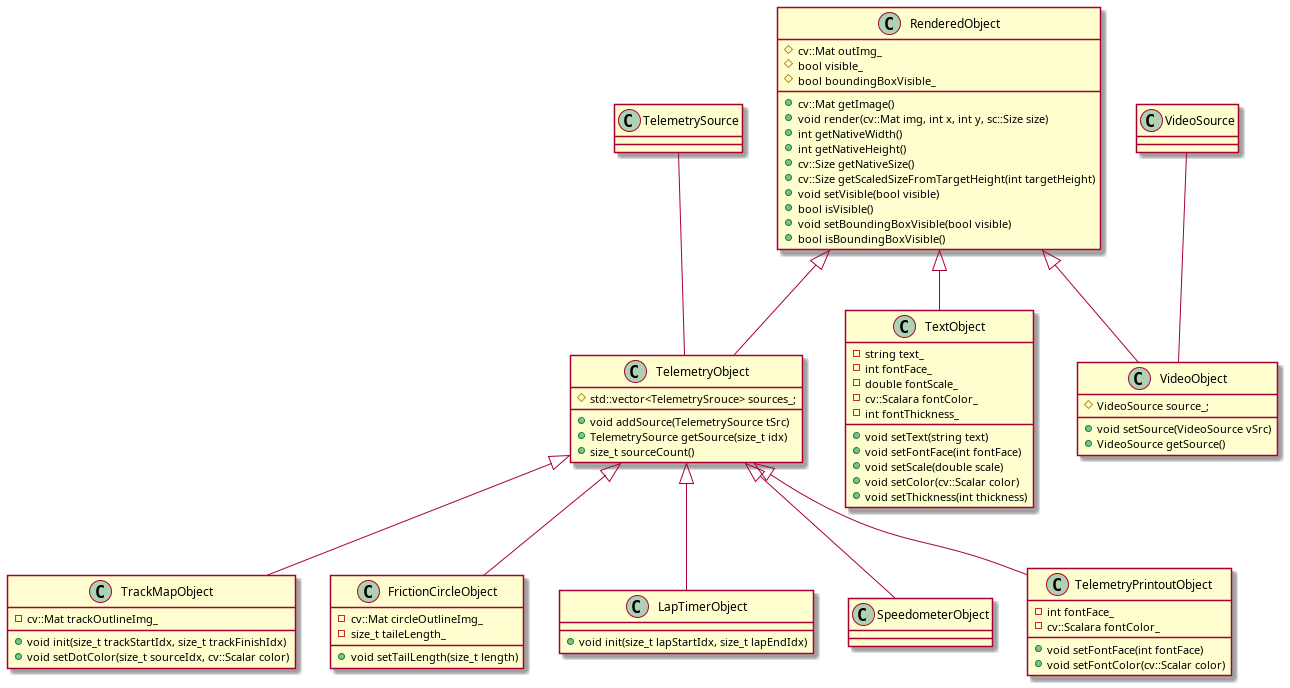 C RenderedObject
cv::Mat outImg_
bool visible_
bool boundingBoxVisible_
cv::Mat getImage()
void render(cv::Mat img, int x, int y, sc::Size size)
int getNativeWidth()
int getNativeHeight()
cv::Size getNativeSize()
cv::Size getScaledSizeFromTargetHeight(int targetHeight)
void setVisible(bool visible)
bool isVisible()
void setBoundingBoxVisible(bool visible)
bool isBoundingBoxVisible()
C TelemetrySource
C VideoSource
C TelemetryObject
std::vector<TelemetrySrouce> sources_;
void addSource(TelemetrySource tSrc)
TelemetrySource getSource(size_t idx)
size_t sourceCount()
C TextObject
string text_
int fontFace_
double fontScale_
cv::Scalara fontColor_
int fontThickness_
void setText(string text)
void setFontFace(int fontFace)
void setScale(double scale)
void setColor(cv::Scalar color)
void setThickness(int thickness)
C VideoObject
VideoSource source_;
void setSource(VideoSource vSrc)
VideoSource getSource()
C TrackMapObject
cv::Mat trackOutlineImg_
void init(size_t trackStartIdx, size_t trackFinishIdx)
void setDotColor(size_t sourceIdx, cv::Scalar color)
C FrictionCircleObject
cv::Mat circleOutlineImg_
size_t taileLength_
void setTailLength(size_t length)
C LapTimerObject
void init(size_t lapStartIdx, size_t lapEndIdx)
C SpeedometerObject
C TelemetryPrintoutObject
int fontFace_
cv::Scalara fontColor_
void setFontFace(int fontFace)
void setFontColor(cv::Scalar color)